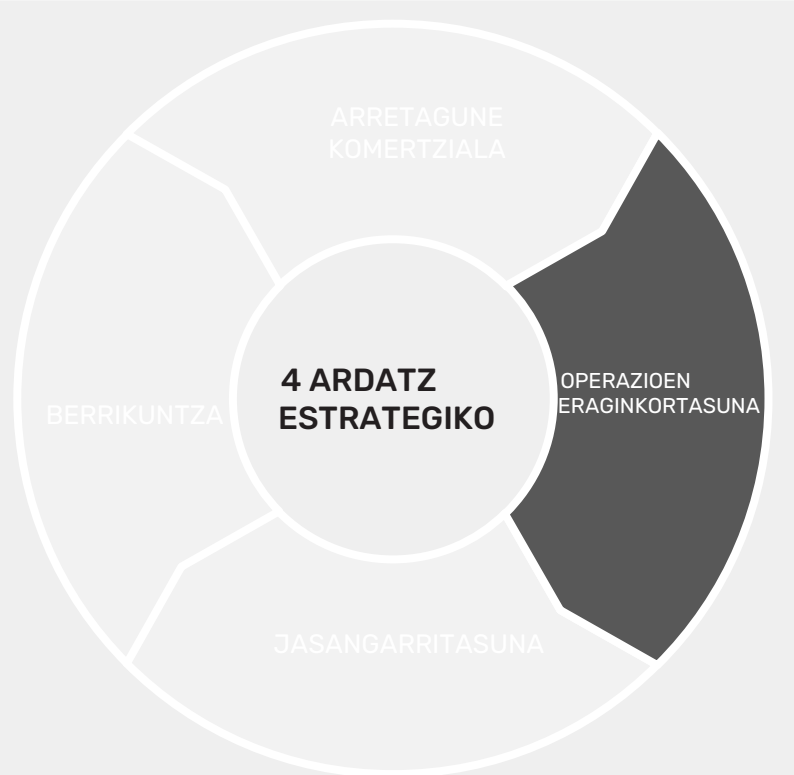 ARRETAGUNE
KOMERTZIALA
4 ARDATZ
ESTRATEGIKO
OPERAZIOEN
ERAGINKORTASUNA
BERRIKUNTZA
JASANGARRITASUNA